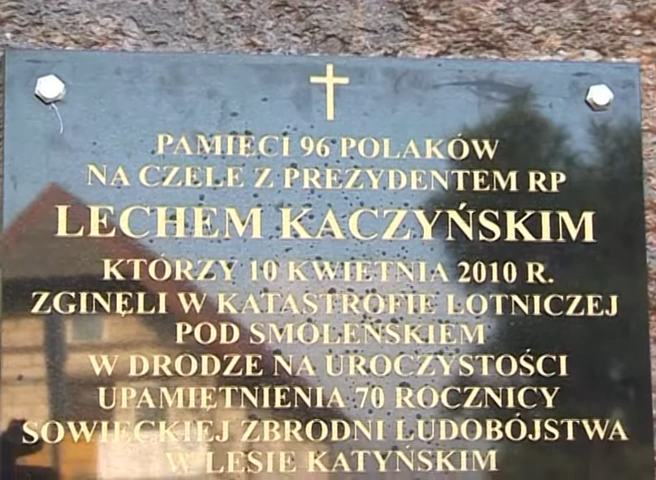 PAMIĘCI 96 POLAKÓW
NA CZELE Z PREZYDENTEM RP
LECHEM KACZYŃSKIM
KTÓRZY 10 KWIETNIA 2010 R.
ZGINĘLI W KATASTROFIE LOTNICZEJ
POD SMOLEŃSKIEM
W DRODZE NA UROCZYSTOŚCI
UPAMIĘTNIENIA 70 ROCZNICY
SOWIECKIEJ ZBRODNI LUDOBÓJSTWA
W LESIE KATYŃSKIM